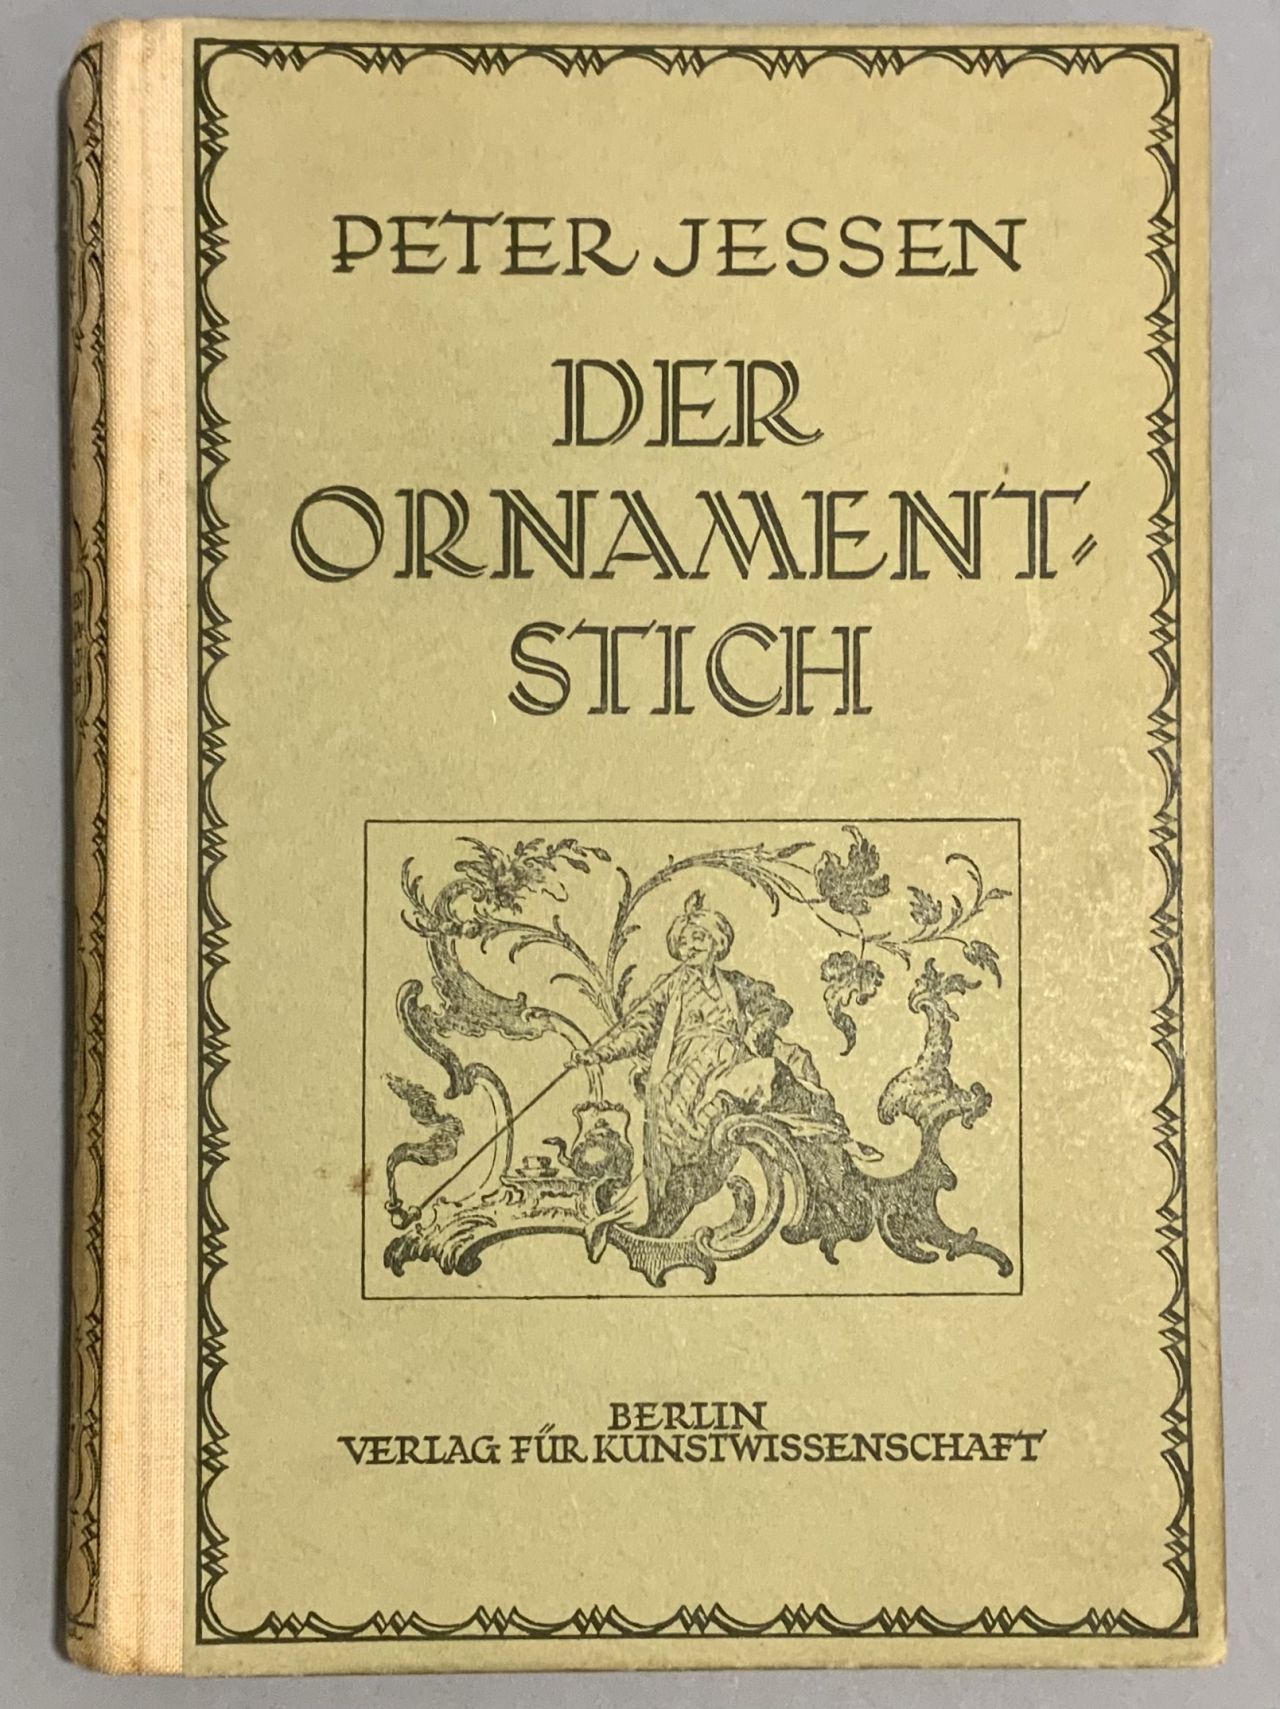 PETER JESSEN
DER
ORNAMENT-
STICH
BERLIN
VERLAG FÜR KUNSTWISSENSCHAFT